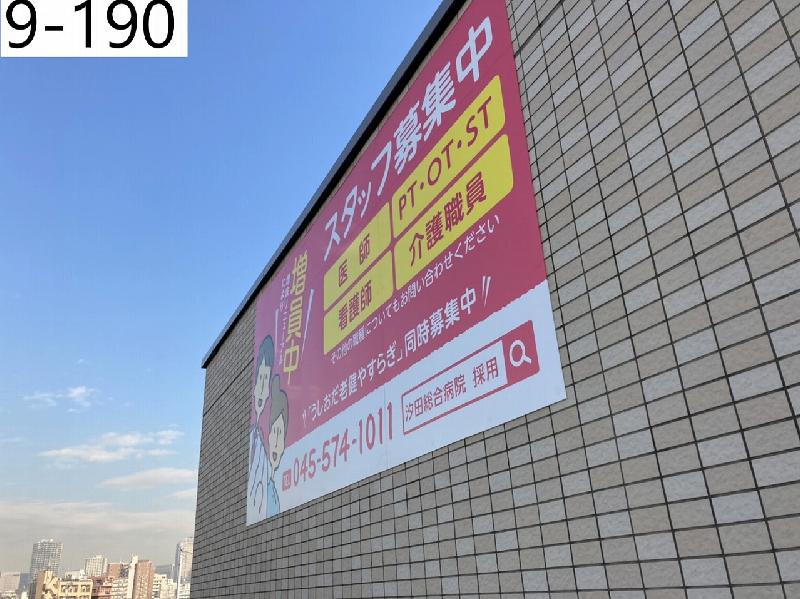 9-190
スタッフ募集中
増員中
医師
PT・OT・ST
看護師
介護職員
その他の職種についてもお問い合わせください
\\「うしおだ老健やすらぎ」同時募集中//
TEL 045-574-1011
汐田総合病院 採用